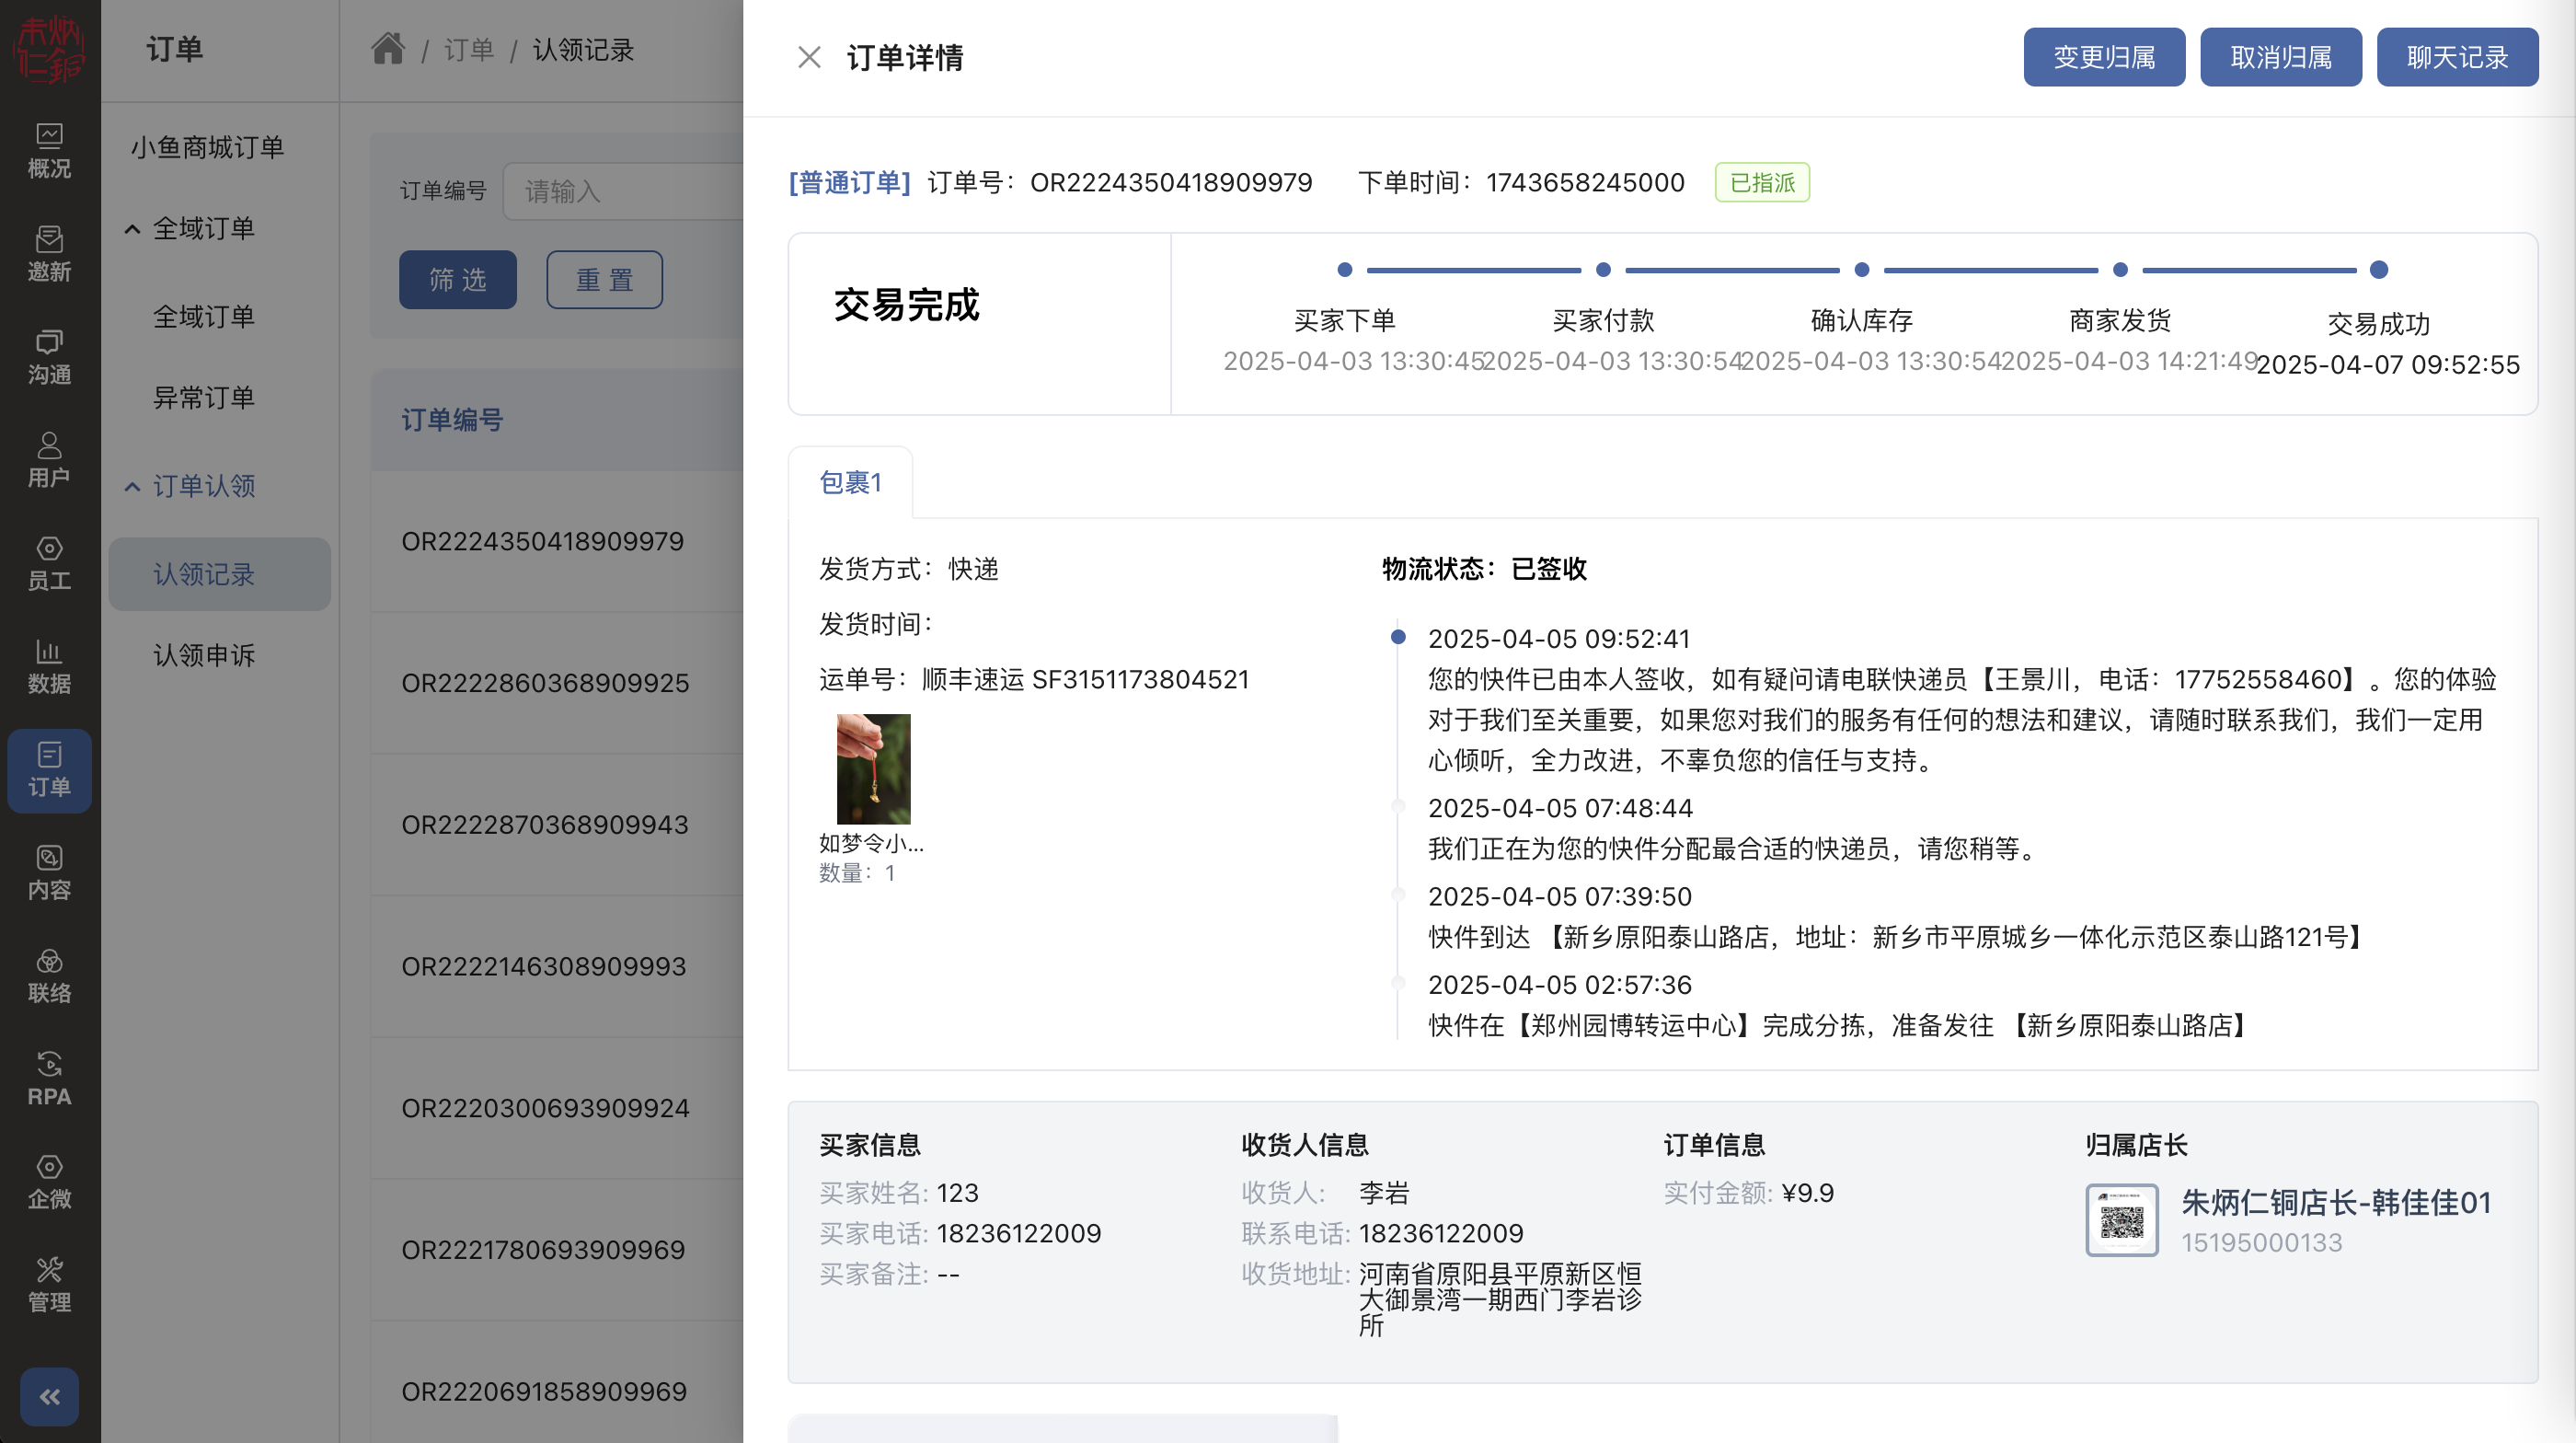 朱炳仁銅
概况
邀新
沟通
用户
员工
数据
订单
内容
联络
RPA
企微
管理
订单
小鱼商城订单
全域订单
全域订单
异常订单
订单认领
认领记录
认领申诉
/ 订单 / 认领记录
订单编号 请输入
筛 选 重 置
订单编号
OR2224350418909979
OR2222860368909925
OR2222870368909943
OR2222146308909993
OR2220300693909924
OR2221780693909969
OR2220691858909969
订单详情
变更归属 取消归属 聊天记录
[普通订单] 订单号：OR2224350418909979 下单时间：1743658245000 已指派
交易完成
买家下单 买家付款 确认库存 商家发货 交易成功
2025-04-03 13:30:45 2025-04-03 13:30:54 2025-04-03 13:30:54 2025-04-03 14:21:49 2025-04-07 09:52:55
包裹1
发货方式：快递
发货时间：
运单号：顺丰速运 SF3151173804521
如梦令小...
数量：1
物流状态：已签收
2025-04-05 09:52:41
您的快件已由本人签收，如有疑问请电联快递员【王景川，电话：17752558460】。您的体验
对于我们至关重要，如果您对我们的服务有任何的想法和建议，请随时联系我们，我们一定用
心倾听，全力改进，不辜负您的信任与支持。
2025-04-05 07:48:44
我们正在为您的快件分配最合适的快递员，请您稍等。
2025-04-05 07:39:50
快件到达 【新乡原阳泰山路店，地址：新乡市平原城乡一体化示范区泰山路121号】
2025-04-05 02:57:36
快件在【郑州园博转运中心】完成分拣，准备发往 【新乡原阳泰山路店】
买家信息
买家姓名: 123
买家电话: 18236122009
买家备注: --
收货人信息
收货人: 李岩
联系电话: 18236122009
收货地址: 河南省原阳县平原新区恒
大御景湾一期西门李岩诊
所
订单信息
实付金额: ¥9.9
归属店长
朱炳仁铜店长-韩佳佳01
15195000133